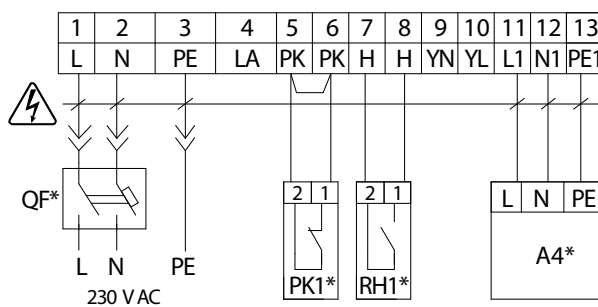 1 2 3 4 5 6 7 8 9 10 11 12 13
L N PE LA PK PK H H YN YL L1 N1 PE1
QF*
L N PE
230 V AC
2 1
PK1*
2 1
RH1*
L N PE
A4*